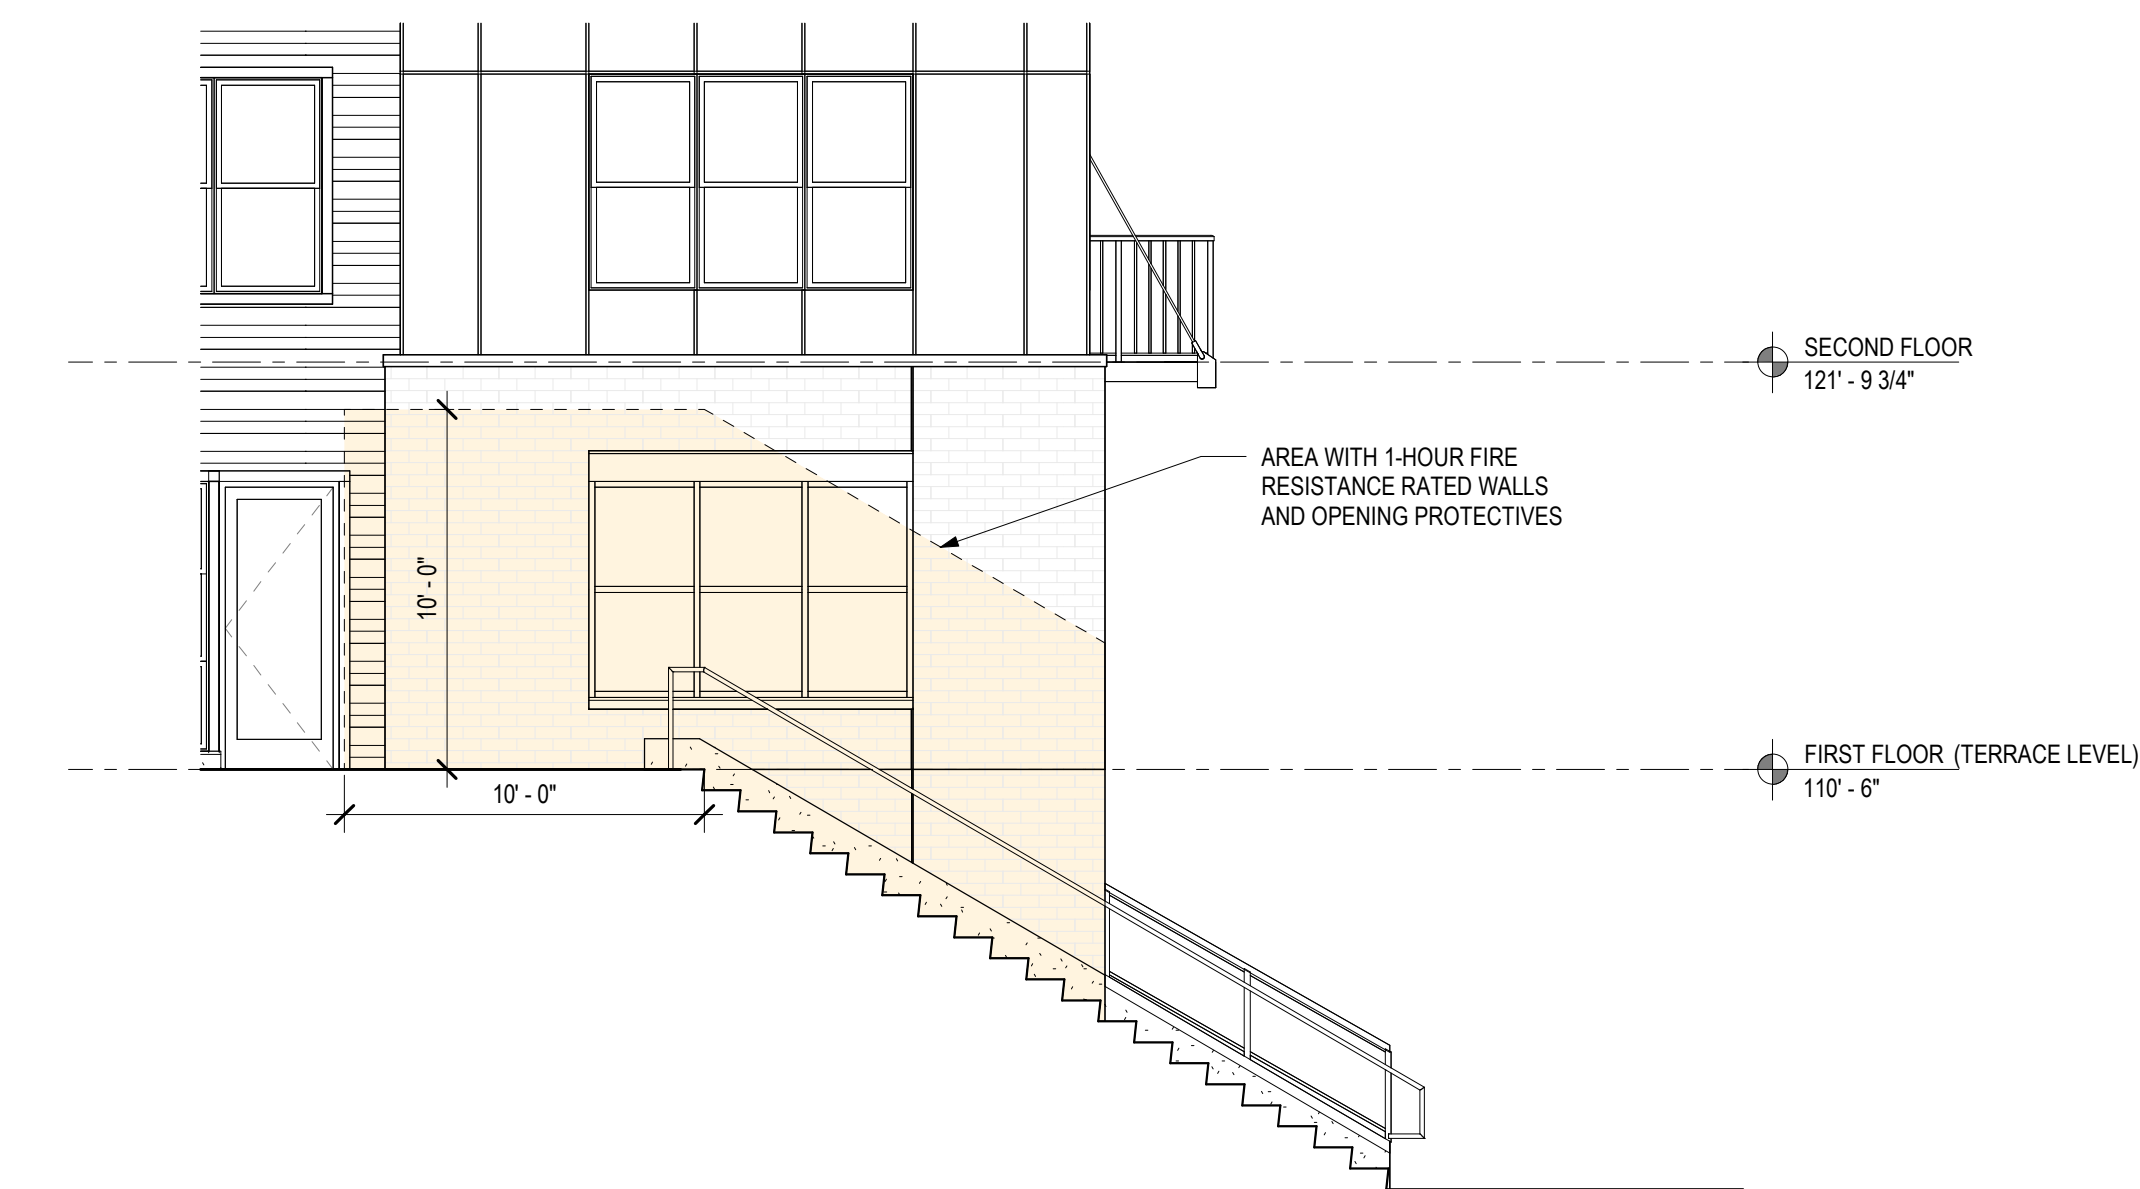 SECOND FLOOR
121' - 9 3/4"
AREA WITH 1-HOUR FIRE
RESISTANCE RATED WALLS
AND OPENING PROTECTIVES
10' - 0"
FIRST FLOOR (TERRACE LEVEL)
110' - 6"
10' - 0"